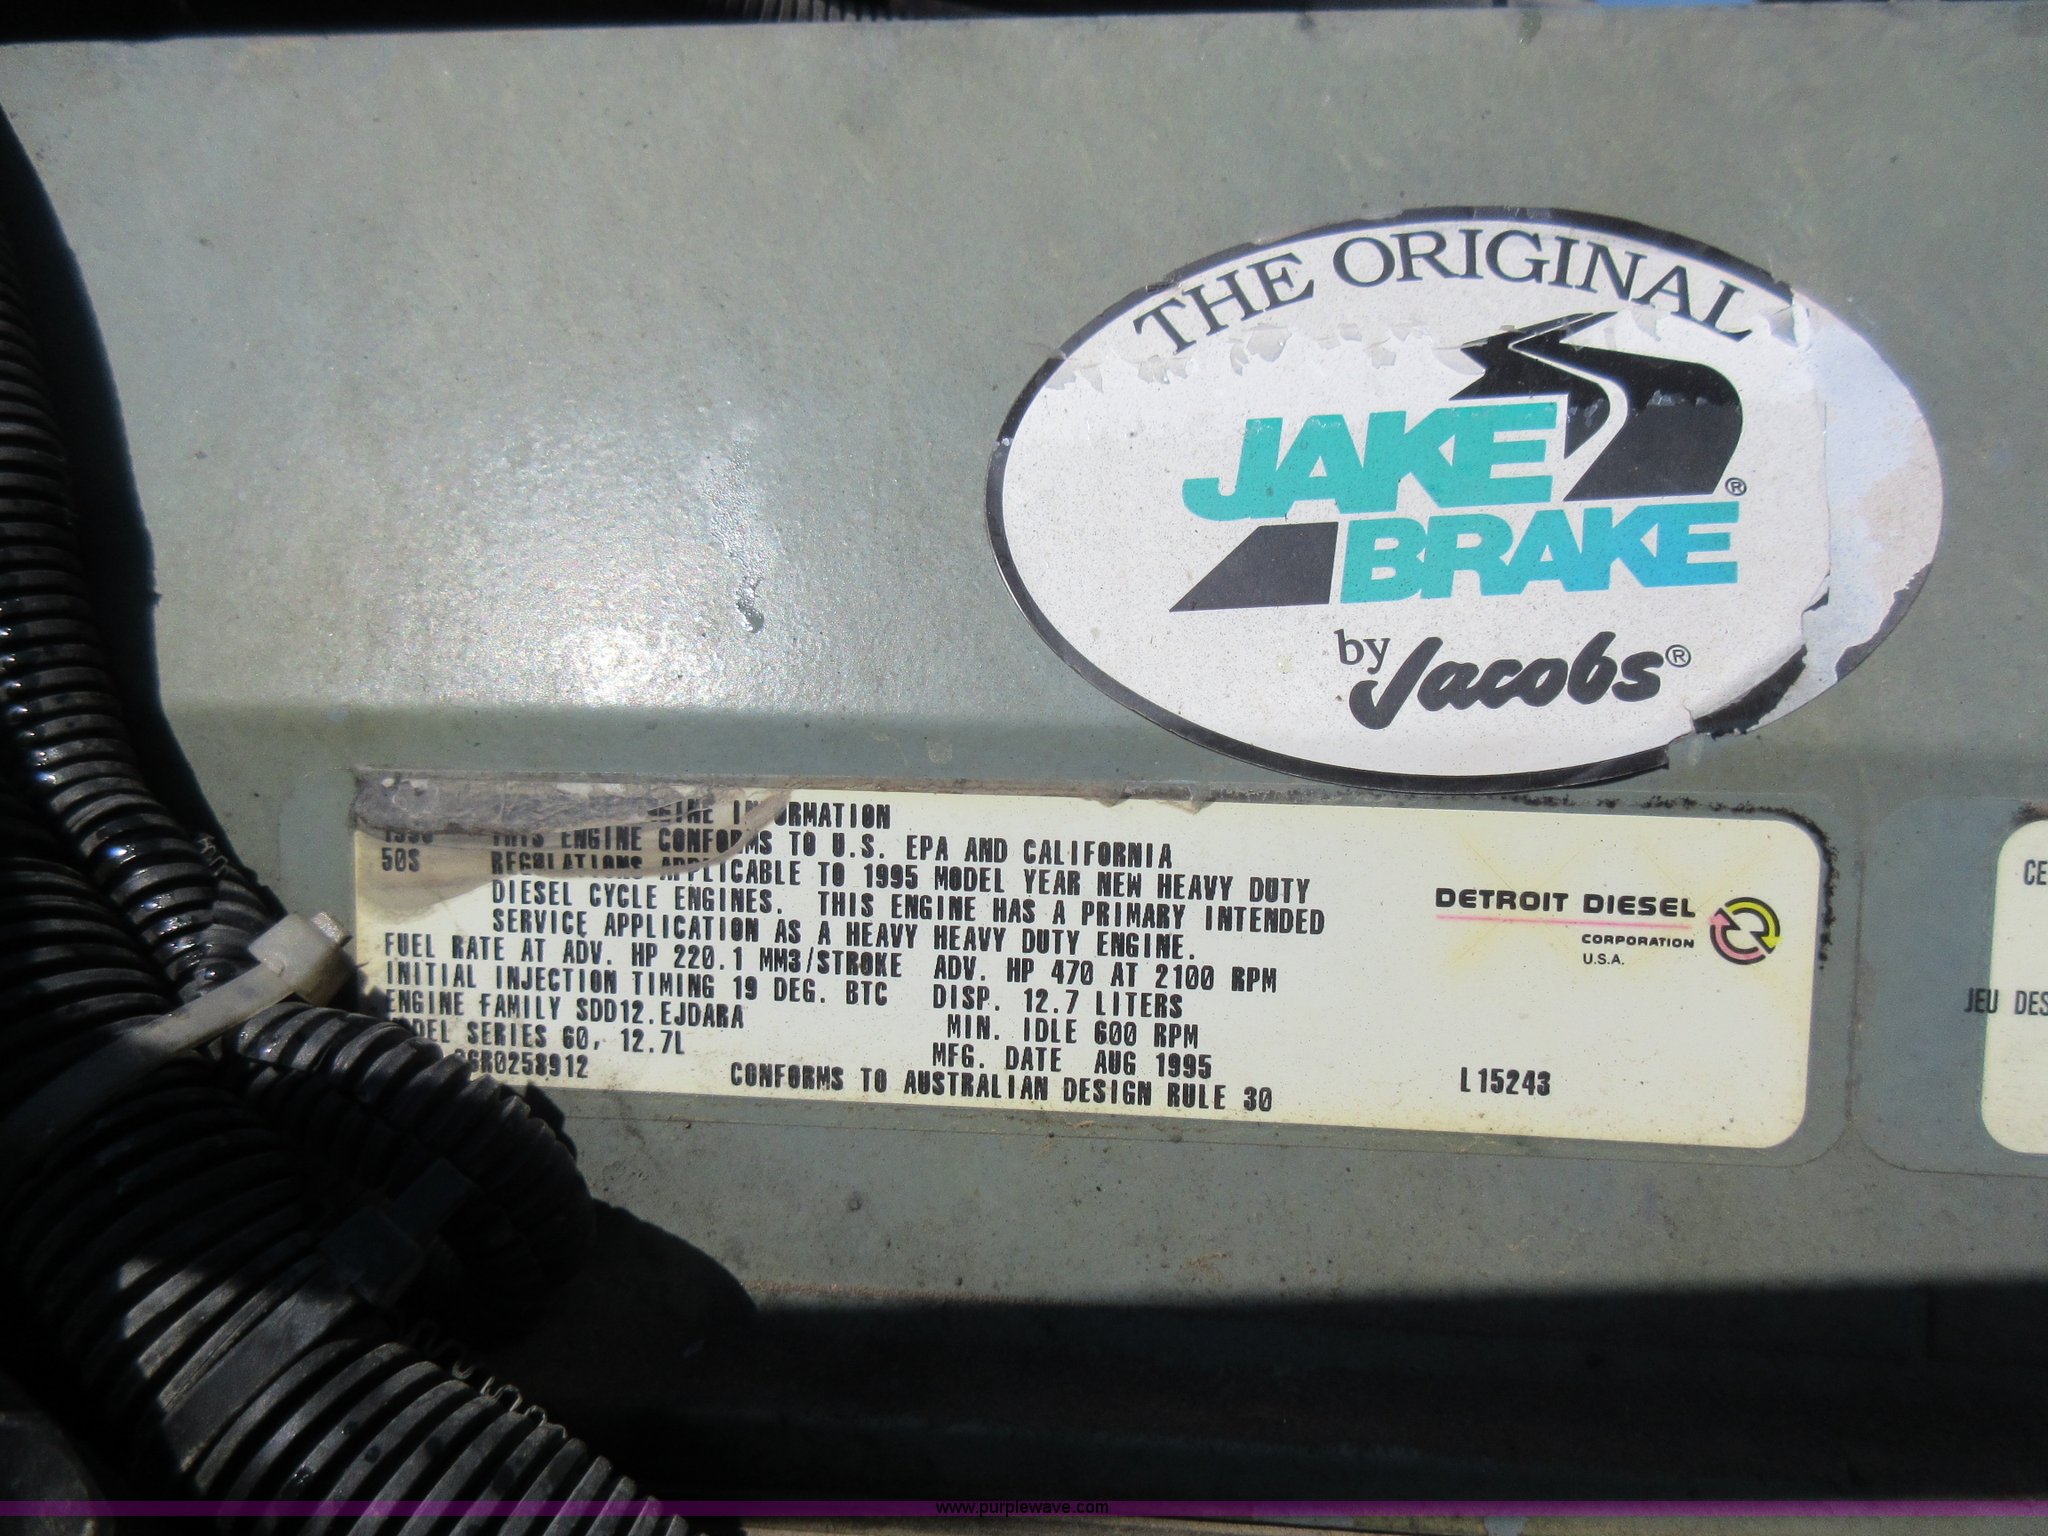 THE ORIGINAL
JAKE
BRAKE ®
by Jacobs®
INFORMATION
THIS ENGINE CONFORMS TO U.S. EPA AND CALIFORNIA
50S REGULATIONS APPLICABLE TO 1995 MODEL YEAR NEW HEAVY DUTY
DIESEL CYCLE ENGINES. THIS ENGINE HAS A PRIMARY INTENDED
SERVICE APPLICATION AS A HEAVY HEAVY DUTY ENGINE.
FUEL RATE AT ADV. HP 220.1 MM3/STROKE ADV. HP 470 AT 2100 RPM
INITIAL INJECTION TIMING 19 DEG. BTC DISP. 12.7 LITERS
ENGINE FAMILY SDD12.EJDARA MIN. IDLE 600 RPM
MODEL SERIES 60, 12.7L MFG. DATE AUG 1995
6R0258912 CONFORMS TO AUSTRALIAN DESIGN RULE 30 L15243
DETROIT DIESEL
CORPORATION
U.S.A.
CE
JEU DES
www.purplewave.com